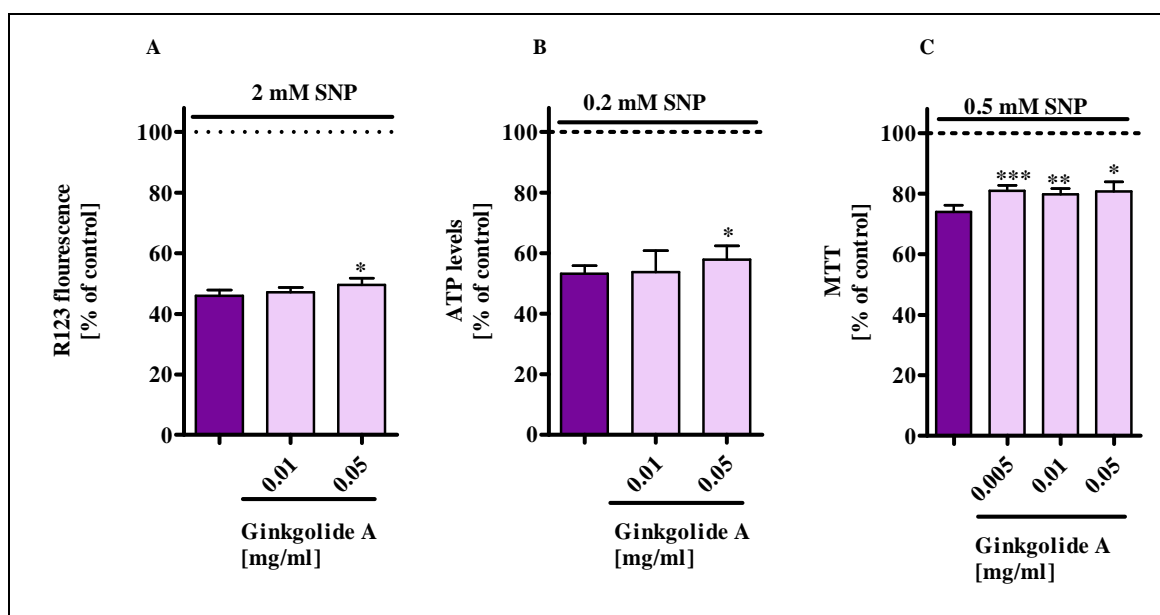 A
2 mM SNP
R123 flourescence
[% of control]
100
80
60
40
20
0
*
0.01
0.05
Ginkgolide A
[mg/ml]
B
0.2 mM SNP
ATP levels
[% of control]
100
80
60
40
20
0
*
0.01
0.05
Ginkgolide A
[mg/ml]
C
0.5 mM SNP
MTT
[% of control]
100
80
60
40
20
0
***
**
*
0.005
0.01
0.05
Ginkgolide A
[mg/ml]